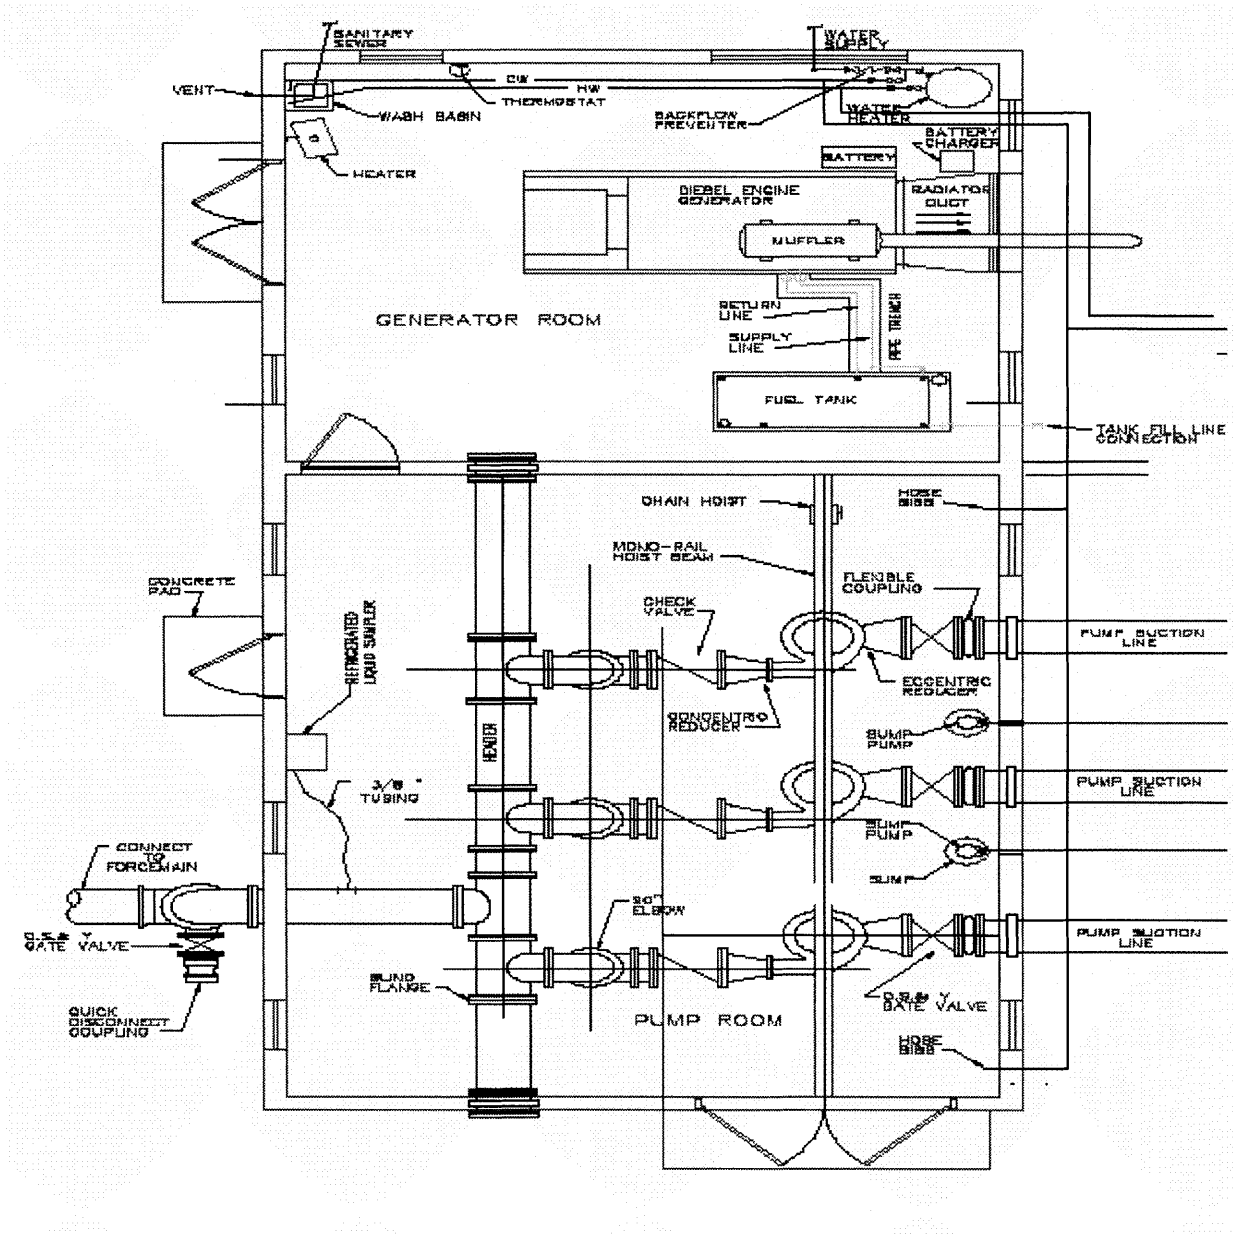 SANITARY
SEWER
WATER
SUPPLY
VENT
CW
HW
THERMOSTAT
WASH BASIN
BACKFLOW
PREVENTER
WATER
HEATER
BATTERY
CHARGER
BATTERY
HEATER
DIESEL ENGINE
GENERATOR
RADIATOR
DUCT
MUFFLER
GENERATOR ROOM
RETURN
LINE
SUPPLY
LINE
PIPE TRENCH
FUEL TANK
TANK FILL LINE
CONNECTION
CHAIN HOIST
HOSE
BIBB
MONO-RAIL
HOIST BEAM
CONCRETE
PAD
REFRIGERATED
LIQUID SAMPLER
CHECK
VALVE
FLEXIBLE
COUPLING
PUMP SUCTION
LINE
ECCENTRIC
REDUCER
CONCENTRIC
REDUCER
HEADER
SUMP
PUMP
3/8 "
TUBING
PUMP SUCTION
LINE
SUMP
PUMP
CONNECT
TO
FORCEMAIN
SUMP
90°
ELBOW
O.S.& Y
GATE VALVE
PUMP SUCTION
LINE
BLIND
FLANGE
O.S.& Y
GATE VALVE
QUICK
DISCONNECT
COUPLING
PUMP ROOM
HOSE
BIBB